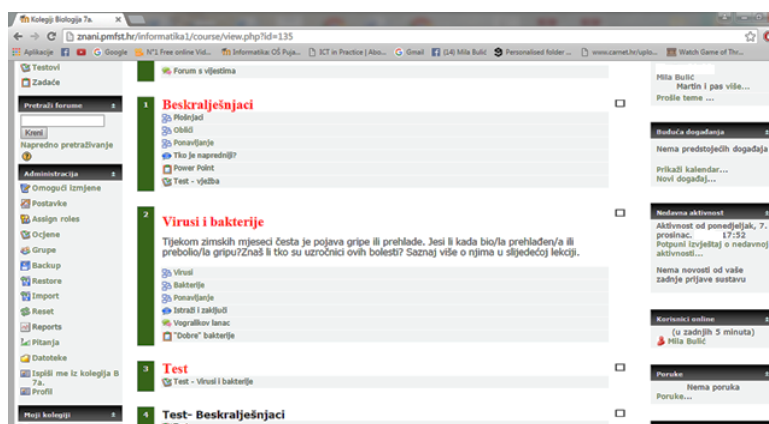 Kolegij: Biologija 7a.
znani.pmfst.hr/informatika1/course/view.php?id=135
Aplikacije
Google
N°1 Free online Vid...
Informatika: OŠ Puja...
ICT in Practice | Abo...
Gmail
(14) Mila Bulić
Personalised folder ...
www.carnet.hr/uplo...
Watch Game of Thr...
Testovi
Zadaće
Pretraži forume
Kreni
Napredno pretraživanje
Administracija
Omogući izmjene
Postavke
Assign roles
Ocjene
Grupe
Backup
Restore
Import
Reset
Reports
Pitanja
Datoteke
Ispiši me iz kolegija B
7a.
Profil
Moji kolegiji
Forum s vijestima
1
Beskralješnjaci
Plošnjaci
Oblići
Ponavljanje
Tko je napredniji?
Power Point
Test - vježba
2
Virusi i bakterije
Tijekom zimskih mjeseci česta je pojava gripe ili prehlade. Jesi li kada bio/la prehlađen/a ili
prebolio/la gripu?Znaš li tko su uzročnici ovih bolesti? Saznaj više o njima u slijedećoj lekciji.
Virusi
Bakterije
Ponavljanje
Istraži i zaključi
Vogralikov lanac
"Dobre" bakterije
3
Test
Test - Virusi i bakterije
4
Test- Beskralješnjaci
Mila Bulić
Martin i pas više...
Prošle teme ...
Buduća događanja
Nema predstojećih događaja
Prikaži kalendar...
Novi događaj...
Nedavna aktivnost
Aktivnost od ponedjeljak, 7.
prosinac. 17:52
Potpuni izvještaj o nedavnoj
aktivnosti...
Nema novosti od vaše
zadnje prijave sustavu
Korisnici online
(u zadnjih 5 minuta)
Mila Bulić
Poruke
Nema poruka
Poruke...